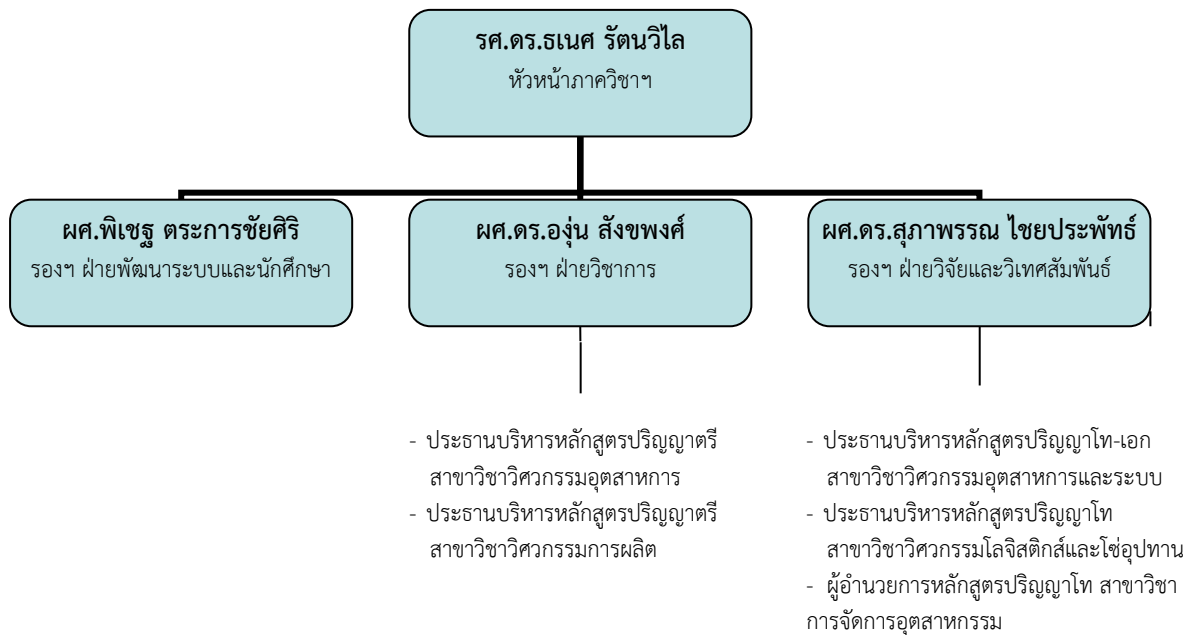 รศ.ดร.ธเนศ รัตนวิไล
หัวหน้าภาควิชาฯ
ผศ.พิเชฐ ตระการชัยศิริ
รองฯ ฝ่ายพัฒนาระบบและนักศึกษา
ผศ.ดร.องุ่น สังขพงศ์
รองฯ ฝ่ายวิชาการ
ผศ.ดร.สุภาพรรณ ไชยประพัทธ์
รองฯ ฝ่ายวิจัยและวิเทศสัมพันธ์
- ประธานบริหารหลักสูตรปริญญาตรี
สาขาวิชาวิศวกรรมอุตสาหการ
- ประธานบริหารหลักสูตรปริญญาตรี
สาขาวิชาวิศวกรรมการผลิต
- ประธานบริหารหลักสูตรปริญญาโท-เอก
สาขาวิชาวิศวกรรมอุตสาหการและระบบ
- ประธานบริหารหลักสูตรปริญญาโท
สาขาวิชาวิศวกรรมโลจิสติกส์และโซ่อุปทาน
- ผู้อำนวยการหลักสูตรปริญญาโท สาขาวิชา
การจัดการอุตสาหกรรม